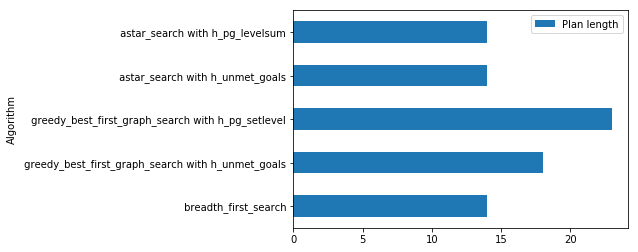 Plan length
Algorithm
astar_search with h_pg_levelsum
astar_search with h_unmet_goals
greedy_best_first_graph_search with h_pg_setlevel
greedy_best_first_graph_search with h_unmet_goals
breadth_first_search
0 5 10 15 20